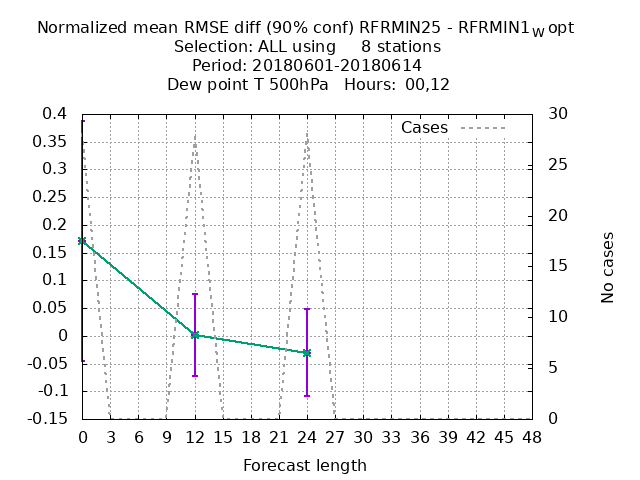 Normalized mean RMSE diff (90% conf) RFRMIN25 - RFRMIN1wopt
Selection: ALL using 8 stations
Period: 20180601-20180614
Dew point T 500hPa Hours: 00,12
Cases
0.4
0.35
0.3
0.25
0.2
0.15
0.1
0.05
0
-0.05
-0.1
-0.15
30
25
20
15
10
5
0
No cases
0 3 6 9 12 15 18 21 24 27 30 33 36 39 42 45 48
Forecast length